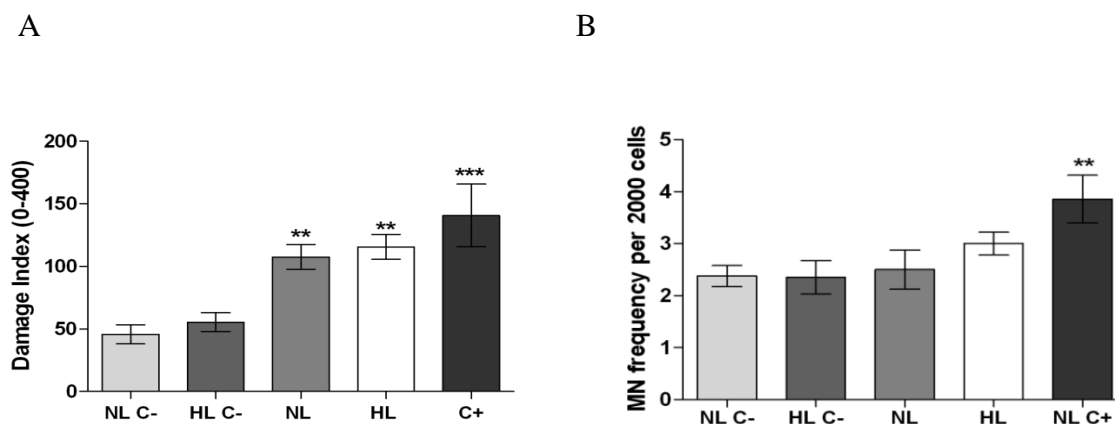 A
B
Damage Index (0-400)
200
150
100
50
0
**
**
***
NL C-
HL C-
NL
HL
C+
MN frequency per 2000 cells
5
4
3
2
1
0
**
NL C-
HL C-
NL
HL
NL C+